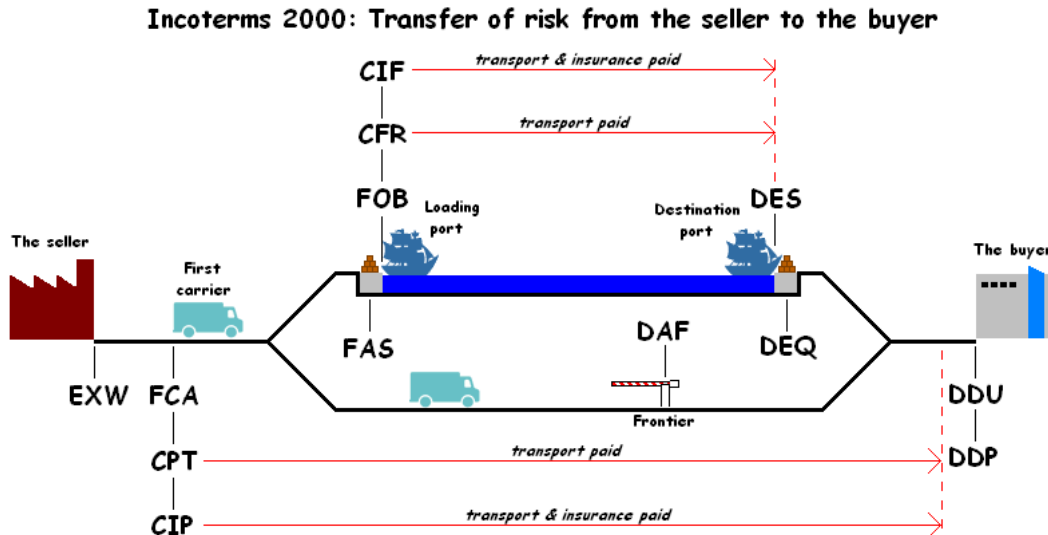 Incoterms 2000: Transfer of risk from the seller to the buyer
CIF
transport & insurance paid
CFR
transport paid
FOB
DES
Loading
port
Destination
port
The seller
The buyer
First
carrier
FAS
DAF
DEQ
EXW
FCA
DDU
Frontier
CPT
transport paid
DDP
CIP
transport & insurance paid